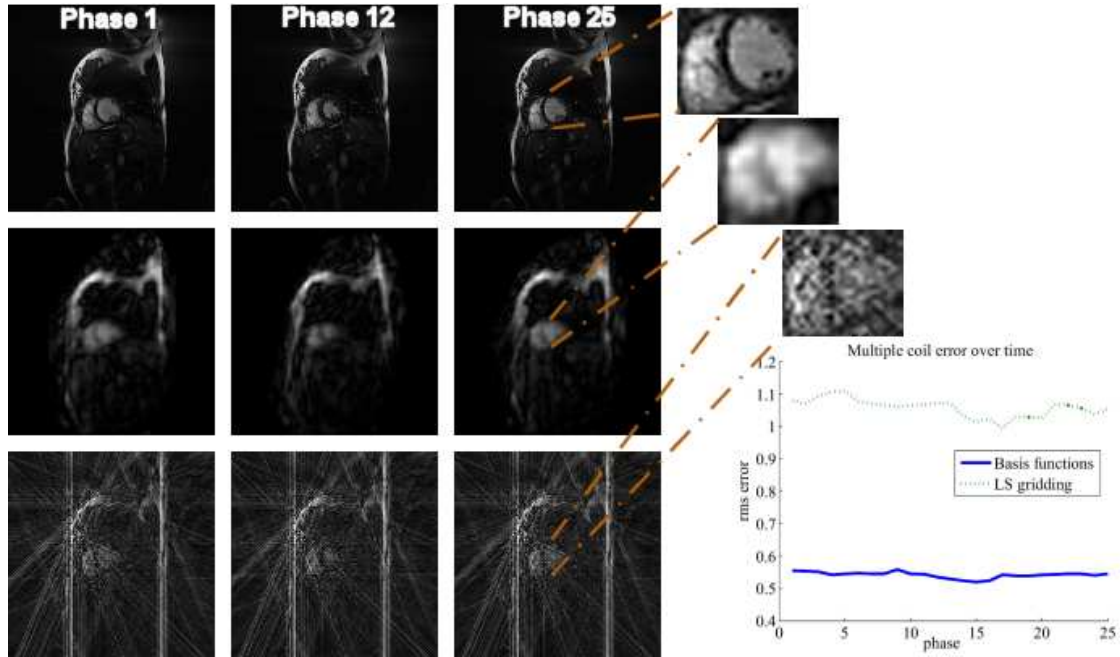 Phase 1
Phase 12
Phase 25
Multiple coil error over time
1.2
1.1
1
0.9
0.8
0.7
0.6
0.5
0.4
rms error
Basis functions
LS gridding
0 5 10 15 20 25
phase